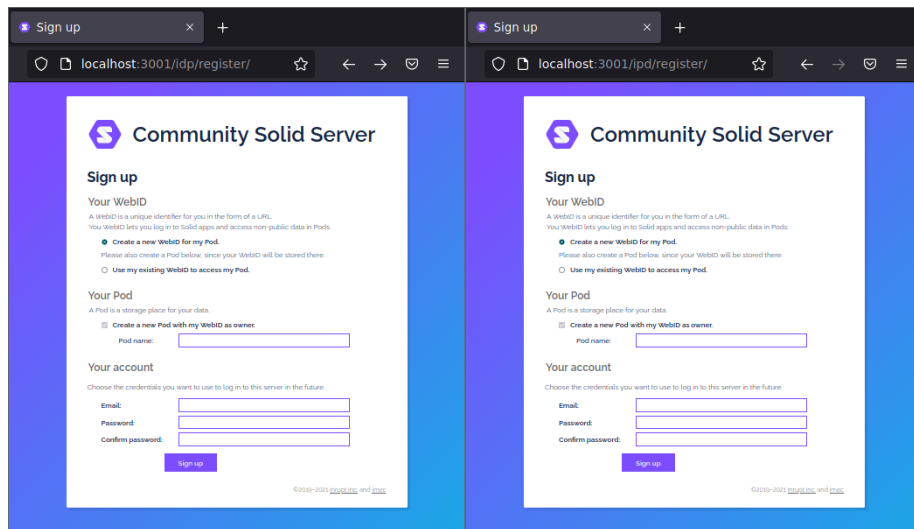 Sign up
localhost:3001/idp/register/
Community Solid Server
Sign up
Your WebID
A WebID is a unique identifier for you in the form of a URL.
You WebID lets you log in to Solid apps and access non-public data in Pods.
Create a new WebID for my Pod.
Please also create a Pod below, since your WebID will be stored there.
Use my existing WebID to access my Pod.
Your Pod
A Pod is a storage place for your data.
Create a new Pod with my WebID as owner.
Pod name:
Your account
Choose the credentials you want to use to log in to this server in the future.
Email:
Password:
Confirm password:
Sign up
©2019–2021 Inrupt Inc. and imec
Sign up
localhost:3001/ipd/register/
Community Solid Server
Sign up
Your WebID
A WebID is a unique identifier for you in the form of a URL.
You WebID lets you log in to Solid apps and access non-public data in Pods.
Create a new WebID for my Pod.
Please also create a Pod below, since your WebID will be stored there.
Use my existing WebID to access my Pod.
Your Pod
A Pod is a storage place for your data.
Create a new Pod with my WebID as owner.
Pod name:
Your account
Choose the credentials you want to use to log in to this server in the future.
Email:
Password:
Confirm password:
Sign up
©2019–2021 Inrupt Inc. and imec